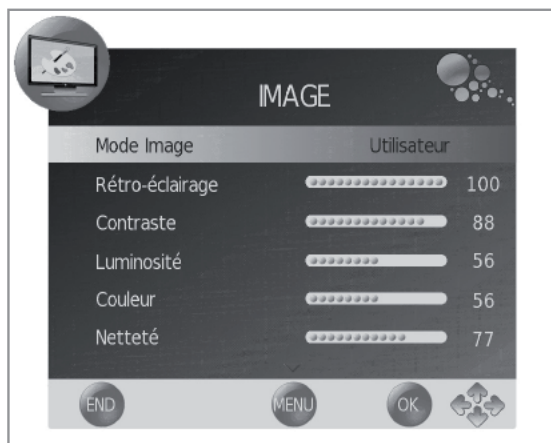 IMAGE
Mode Image Utilisateur
Rétro-éclairage 100
Contraste 88
Luminosité 56
Couleur 56
Netteté 77
END MENU OK